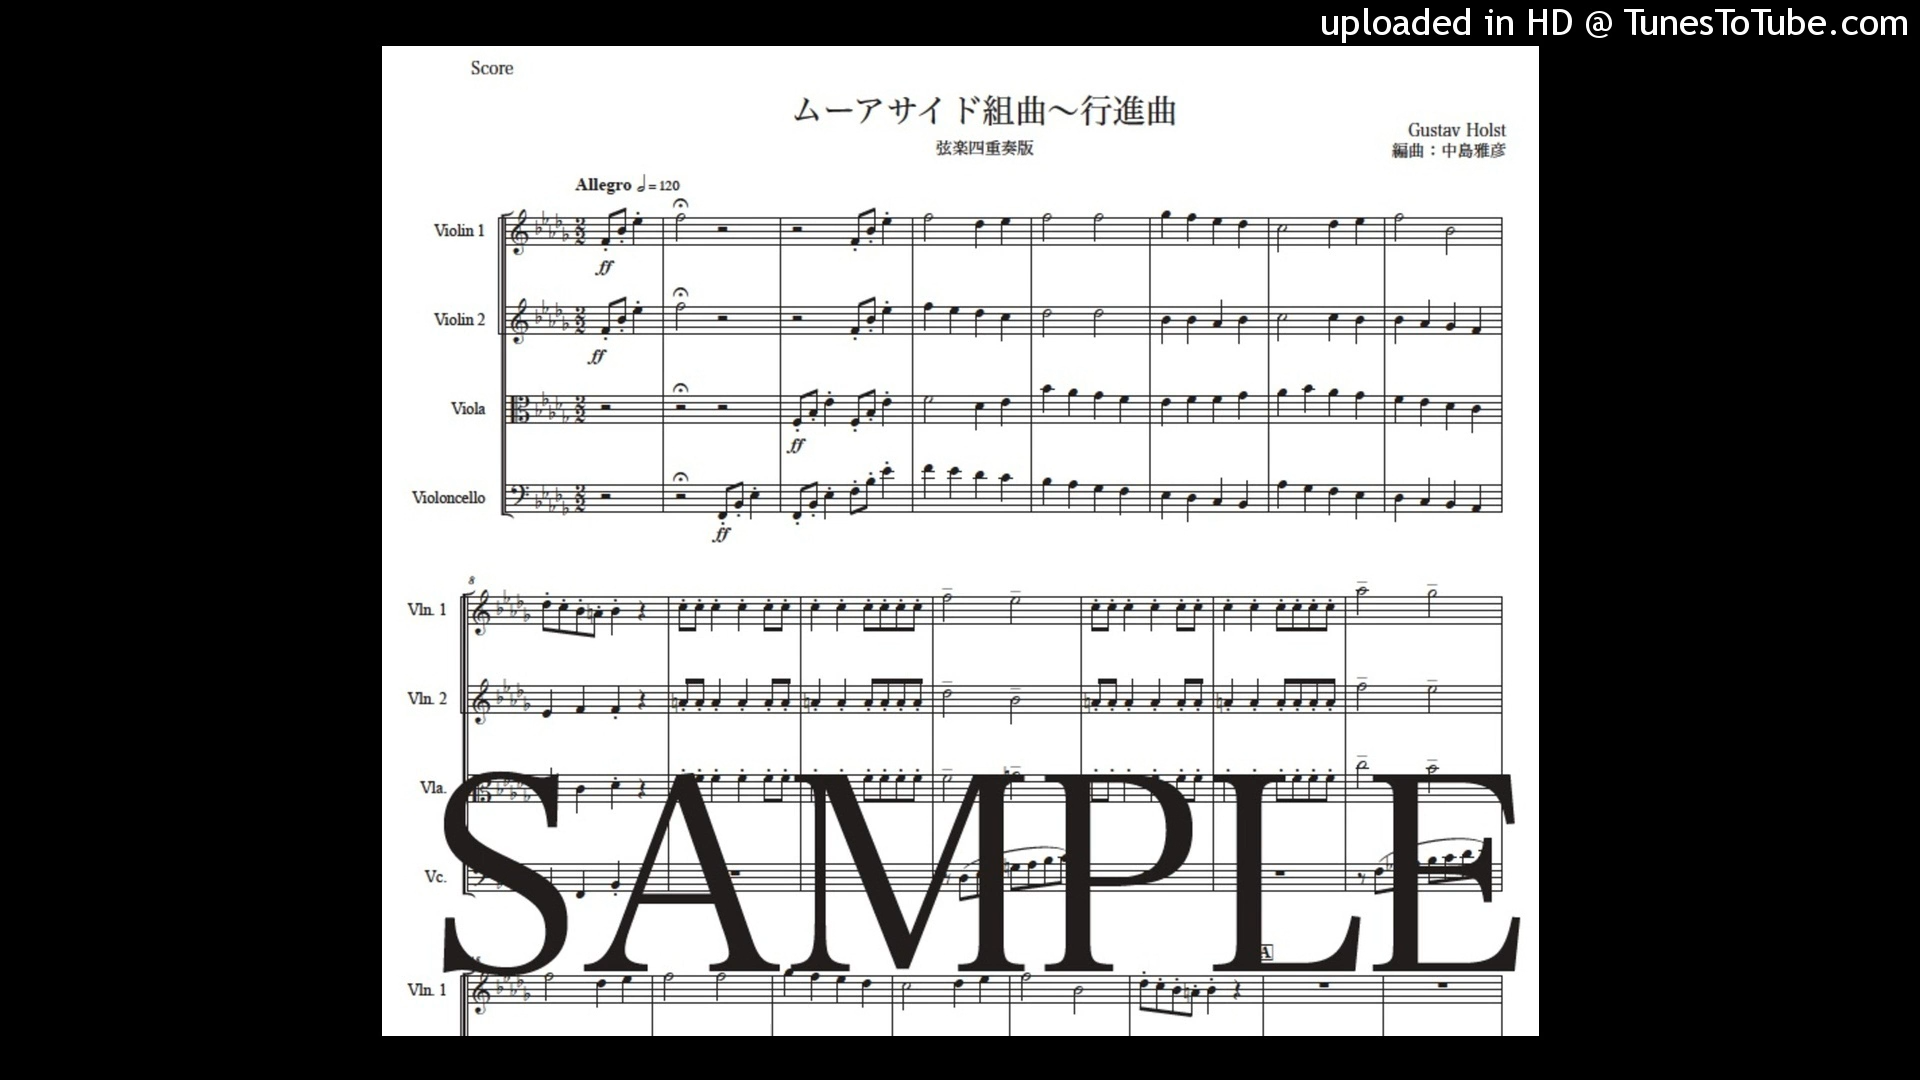 uploaded in HD @ TunesToTube.com
Score
ムーアサイド組曲～行進曲
弦楽四重奏版
Gustav Holst
編曲：中島雅彦
Allegro 𝅗𝅥=120
Violin 1
ff
Violin 2
ff
Viola
ff
Violoncello
ff
8
Vln. 1
Vln. 2
Vla.
Vc.
SAMPLE
A
Vln. 1